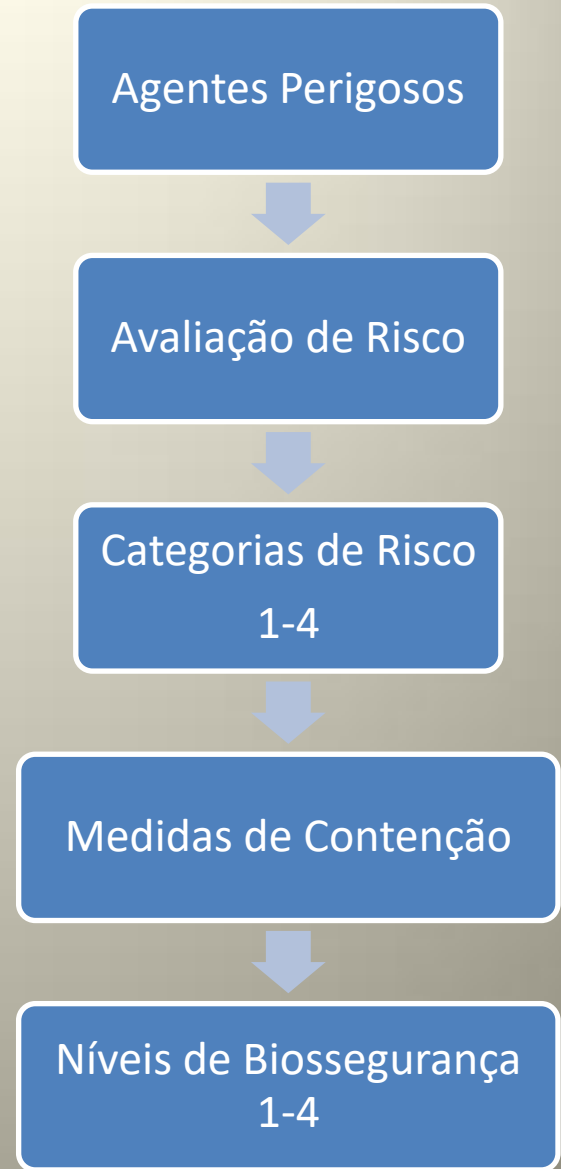 Agentes Perigosos
Avaliação de Risco
Categorias de Risco
1-4
Medidas de Contenção
Níveis de Biossegurança
1-4